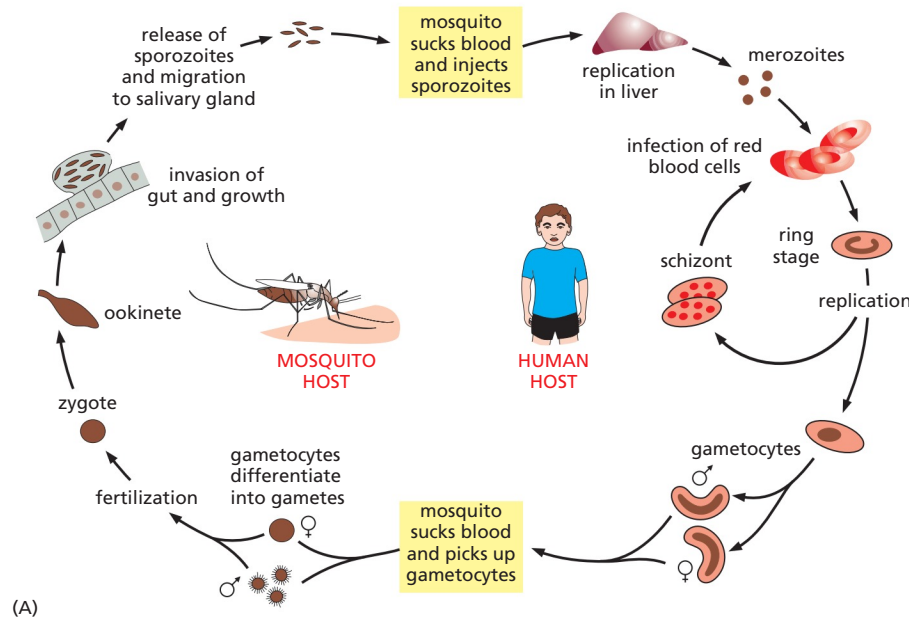 release of
sporozoites
and migration
to salivary gland
mosquito
sucks blood
and injects
sporozoites
replication
in liver
merozoites
infection of red
blood cells
ring
stage
schizont
replication
invasion of
gut and growth
ookinete
MOSQUITO
HOST
HUMAN
HOST
zygote
fertilization
gametocytes
differentiate
into gametes
♀
♂
mosquito
sucks blood
and picks up
gametocytes
gametocytes
♂
♀
(A)